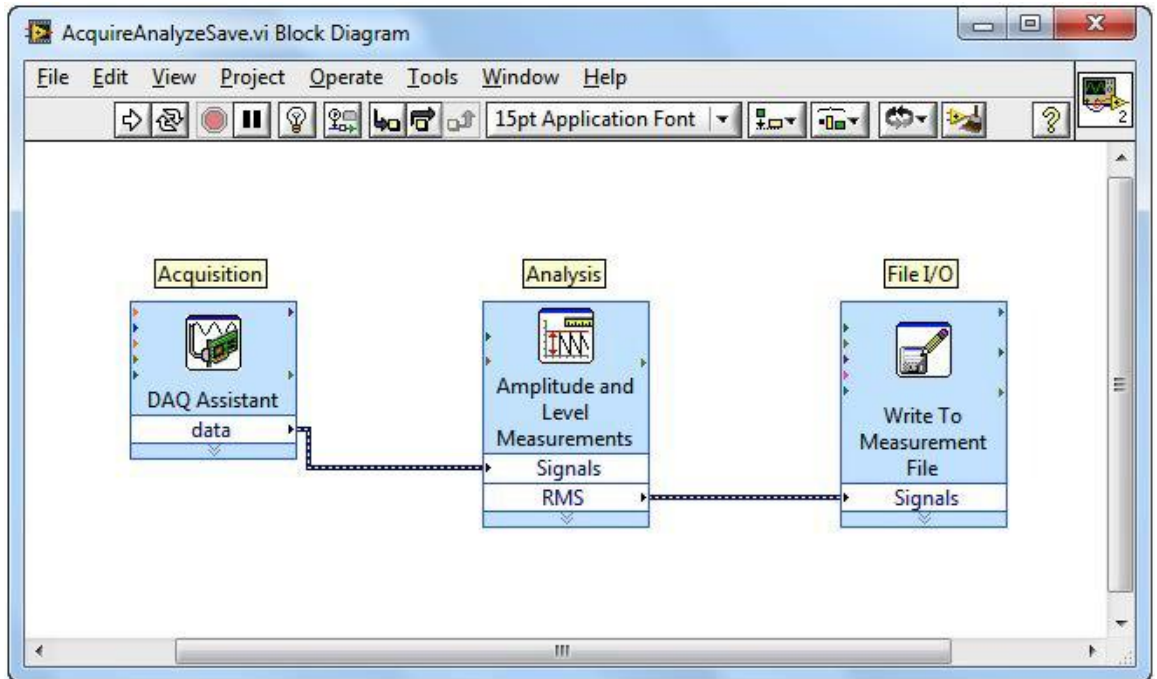 AcquireAnalyzeSave.vi Block Diagram
File Edit View Project Operate Tools Window Help
15pt Application Font
2
Acquisition
DAQ Assistant
data
Analysis
Amplitude and
Level
Measurements
Signals
RMS
File I/O
Write To
Measurement
File
Signals